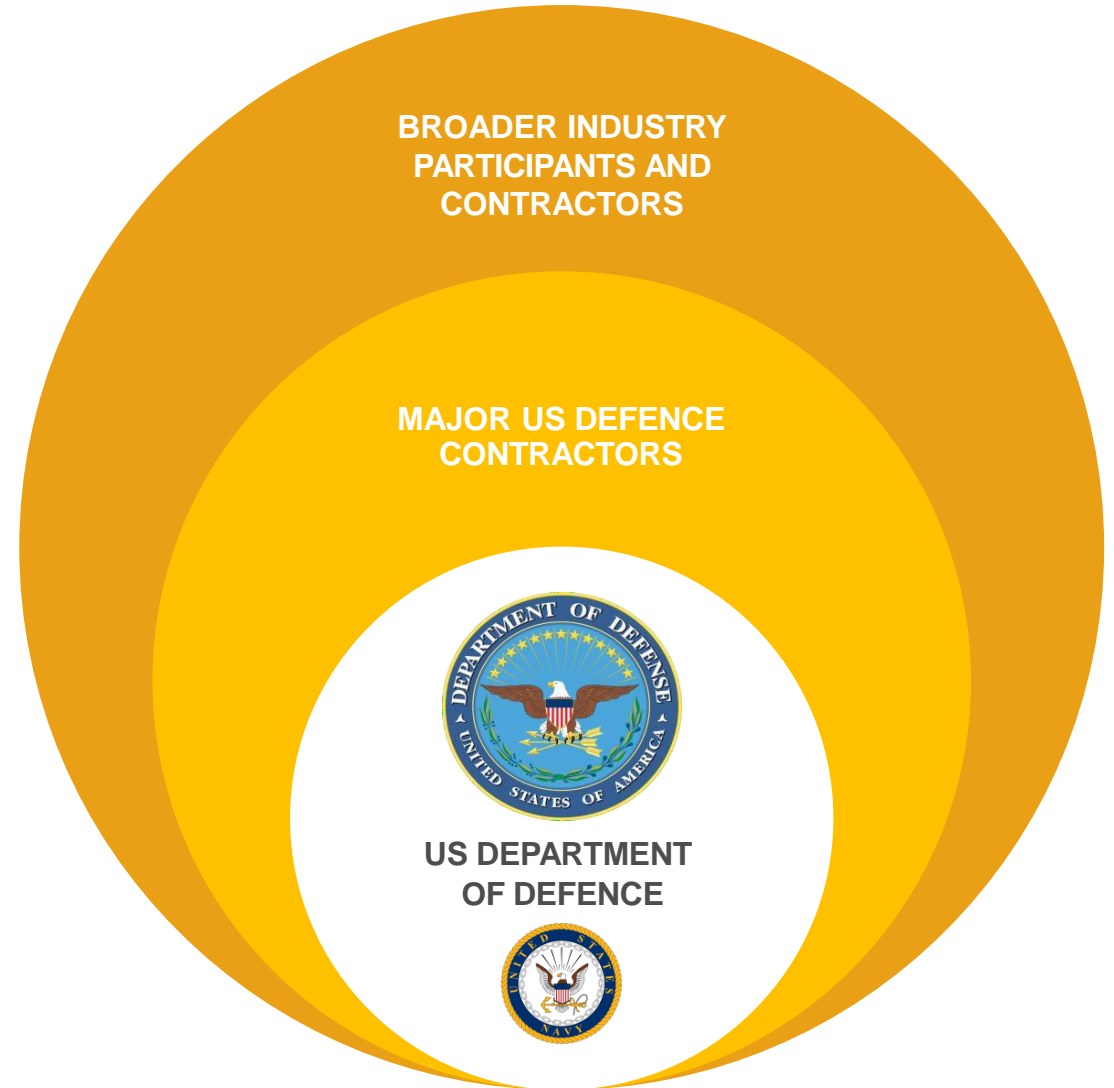 BROADER INDUSTRY
PARTICIPANTS AND
CONTRACTORS
MAJOR US DEFENCE
CONTRACTORS
DEPARTMENT OF DEFENSE
UNITED STATES OF AMERICA
US DEPARTMENT
OF DEFENCE
UNITED STATES
NAVY